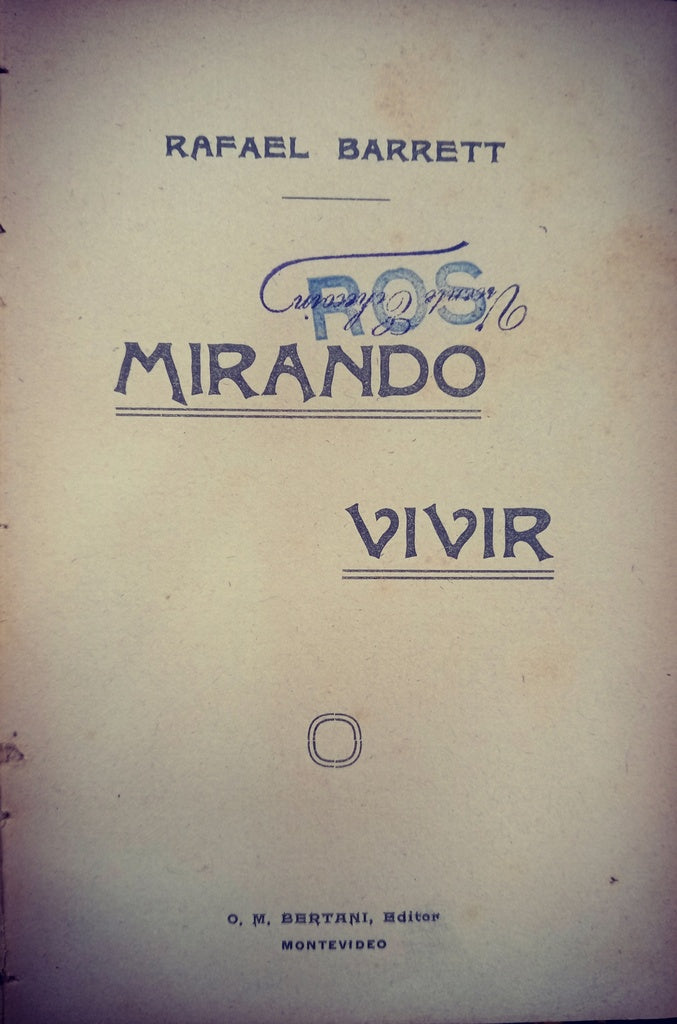 RAFAEL BARRETT
ROS
MIRANDO
VIVIR
O. M. BERTANI, Editor
MONTEVIDEO